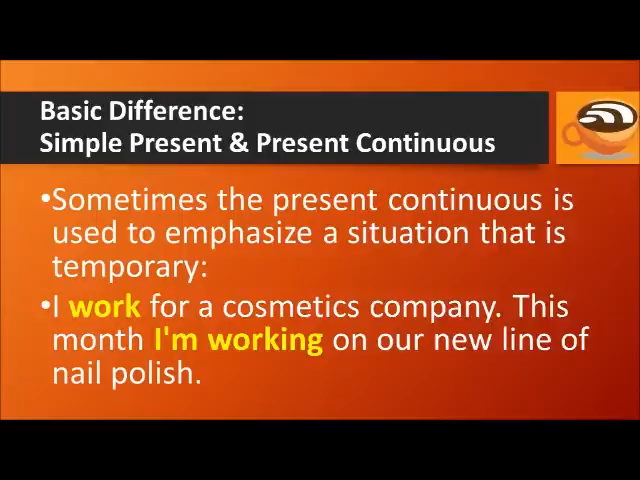 Basic Difference:
Simple Present & Present Continuous
•Sometimes the present continuous is
used to emphasize a situation that is
temporary:
•I work for a cosmetics company. This
month I'm working on our new line of
nail polish.